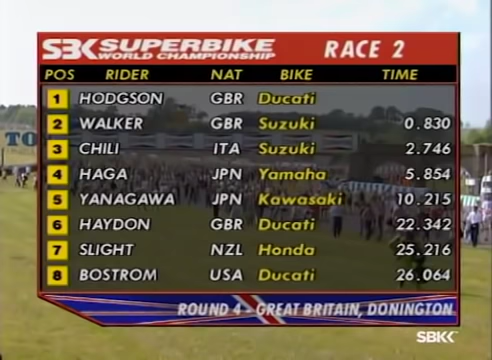 SBK SUPERBIKE WORLD CHAMPIONSHIP RACE 2
POS RIDER NAT BIKE TIME
1 HODGSON GBR Ducati
2 WALKER GBR Suzuki 0.830
3 CHILI ITA Suzuki 2.746
4 HAGA JPN Yamaha 5.854
5 YANAGAWA JPN Kawasaki 10.215
6 HAYDON GBR Ducati 22.342
7 SLIGHT NZL Honda 25.216
8 BOSTROM USA Ducati 26.064
ROUND 4 - GREAT BRITAIN, DONINGTON
SBK